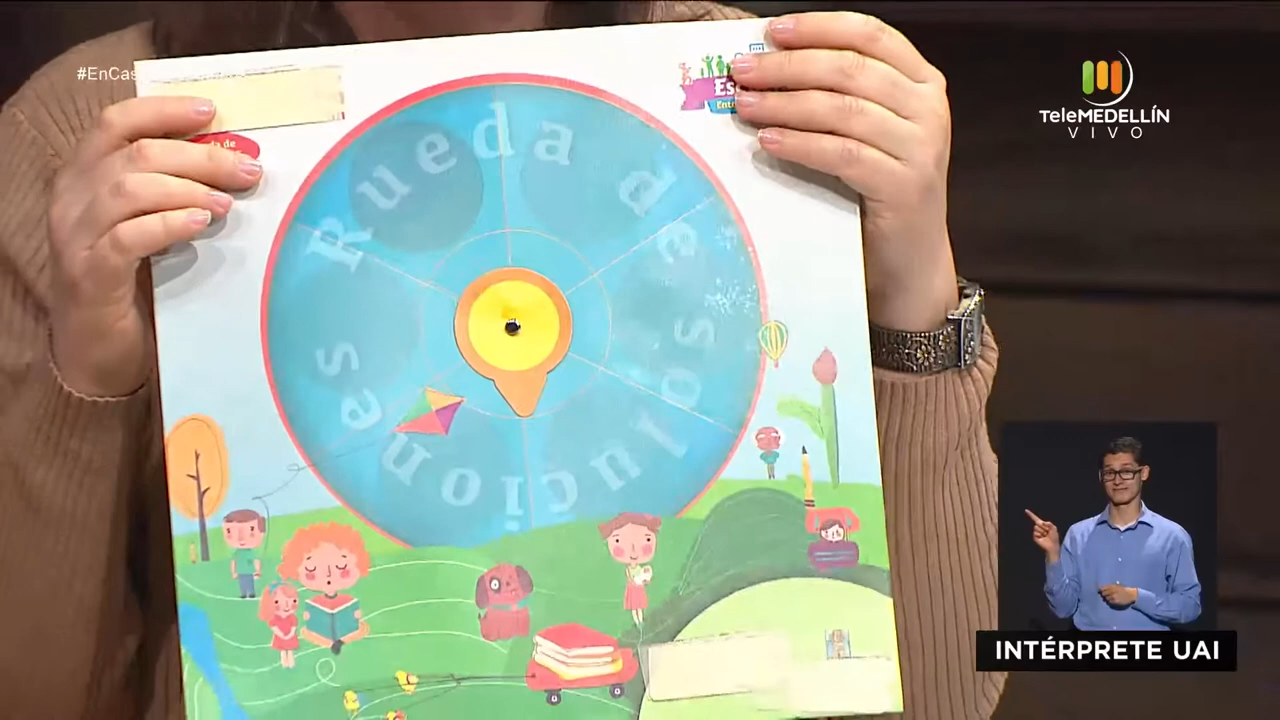 #EnCas
TeleMEDELLÍN
VIVO
Rueda de soluciones
INTÉRPRETE UAI